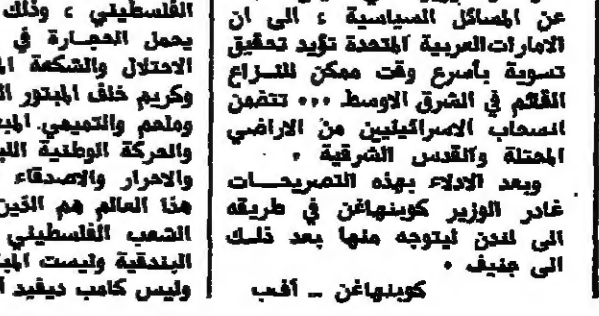 عن المسائل السياسية ، الى ان
الامارات العربية المتحدة تؤيد تحقيق
تسوية بأسرع وقت ممكن للنزاع
القائم في الشرق الاوسط ... تتضمن
انسحاب الاسرائيليين من الاراضي
المحتلة والقدس الشرقية .
وبعد الادلاء بهذه التصريحات
غادر الوزير كوبنهاغن في طريقه
الى لندن ليتوجه منها بعد ذلك
الى جنيف .
كوبنهاغن - أف‌ب
الفلسطيني ، وذلك
يحمل الحجارة في
الاحتلال والشكعة
وكريم خلف المبتور
وملحم والتميمي.
والحركة الوطنية
والاحرار والاصدقاء
هذا العالم هم الذين
الشعب الفلسطيني
البندقية وليست
وليس كامب ديفيد